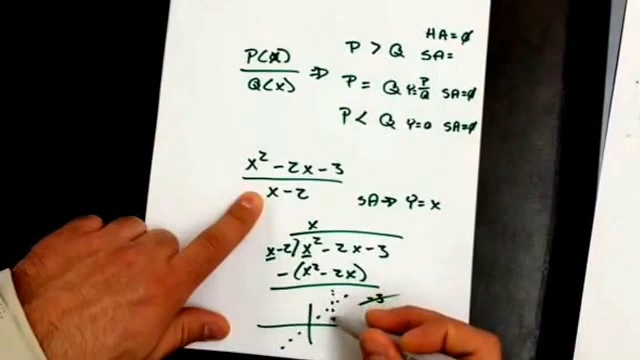 HA=∅
P > Q SA=
P(x)
Q(x)
⇒ P = Q Y=P/Q SA=∅
P < Q Y=0 SA=∅
x² - 2x - 3
x - 2
SA⇒ Y = x
x
x-2) x² - 2x - 3
- (x² - 2x)
-3